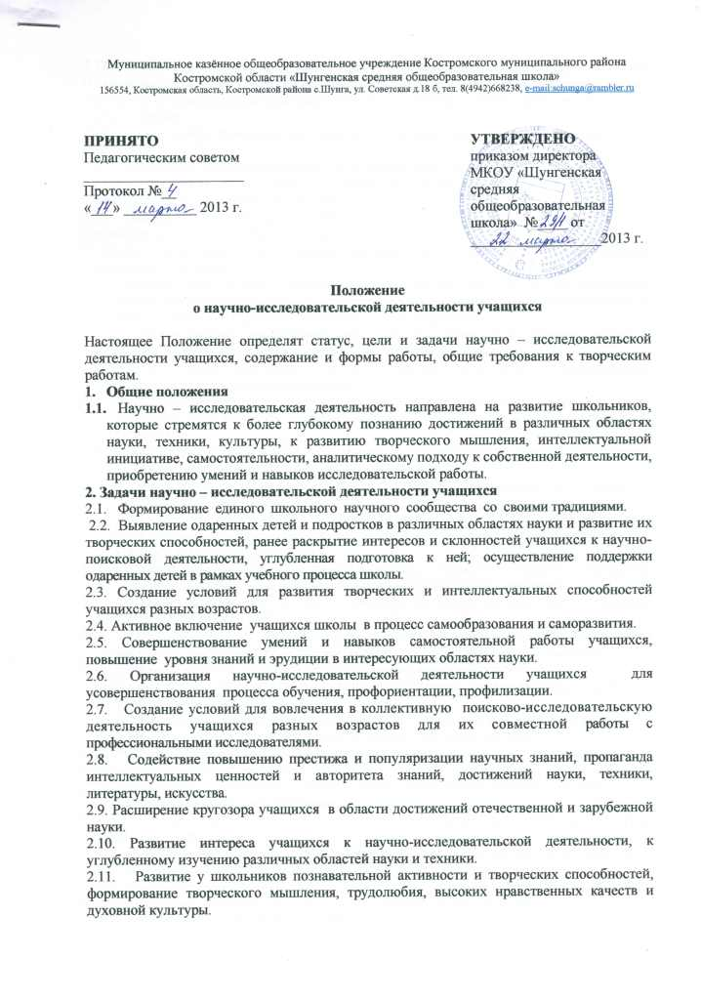 Муниципальное казённое общеобразовательное учреждение Костромского муниципального района
Костромской области «Шунгенская средняя общеобразовательная школа»
156554, Костромская область, Костромской района с.Шунга, ул. Советская д.18 б, тел. 8(4942)668238, e-mail:schunga@rambler.ru
ПРИНЯТО
Педагогическим советом
Протокол № 4
«14» марта 2013 г.
УТВЕРЖДЕНО
приказом директора
МКОУ «Шунгенская
средняя
общеобразовательная
школа» № 29/1 от
22 марта 2013 г.
Положение
о научно-исследовательской деятельности учащихся
Настоящее Положение определят статус, цели и задачи научно – исследовательской
деятельности учащихся, содержание и формы работы, общие требования к творческим
работам.
1. Общие положения
1.1. Научно – исследовательская деятельность направлена на развитие школьников,
которые стремятся к более глубокому познанию достижений в различных областях
науки, техники, культуры, к развитию творческого мышления, интеллектуальной
инициативе, самостоятельности, аналитическому подходу к собственной деятельности,
приобретению умений и навыков исследовательской работы.
2. Задачи научно – исследовательской деятельности учащихся
2.1. Формирование единого школьного научного сообщества со своими традициями.
2.2. Выявление одаренных детей и подростков в различных областях науки и развитие их
творческих способностей, ранее раскрытие интересов и склонностей учащихся к научно-
поисковой деятельности, углубленная подготовка к ней; осуществление поддержки
одаренных детей в рамках учебного процесса школы.
2.3. Создание условий для развития творческих и интеллектуальных способностей
учащихся разных возрастов.
2.4. Активное включение учащихся школы в процесс самообразования и саморазвития.
2.5. Совершенствование умений и навыков самостоятельной работы учащихся,
повышение уровня знаний и эрудиции в интересующих областях науки.
2.6. Организация научно-исследовательской деятельности учащихся для
усовершенствования процесса обучения, профориентации, профилизации.
2.7. Создание условий для вовлечения в коллективную поисково-исследовательскую
деятельность учащихся разных возрастов для их совместной работы с
профессиональными исследователями.
2.8. Содействие повышению престижа и популяризации научных знаний, пропаганда
интеллектуальных ценностей и авторитета знаний, достижений науки, техники,
литературы, искусства.
2.9. Расширение кругозора учащихся в области достижений отечественной и зарубежной
науки.
2.10. Развитие интереса учащихся к научно-исследовательской деятельности, к
углубленному изучению различных областей науки и техники.
2.11. Развитие у школьников познавательной активности и творческих способностей,
формирование творческого мышления, трудолюбия, высоких нравственных качеств и
духовной культуры.